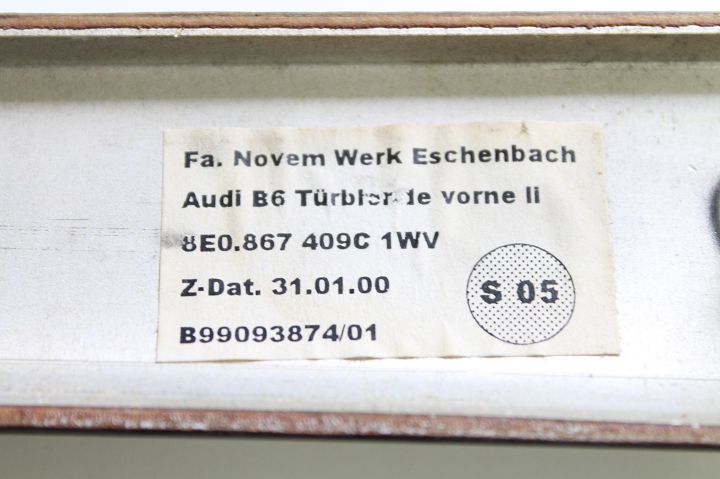 Fa. Novem Werk Eschenbach
Audi B6 Türblende vorne li
8E0.867 409C 1WV
Z-Dat. 31.01.00
S 05
B99093874/01